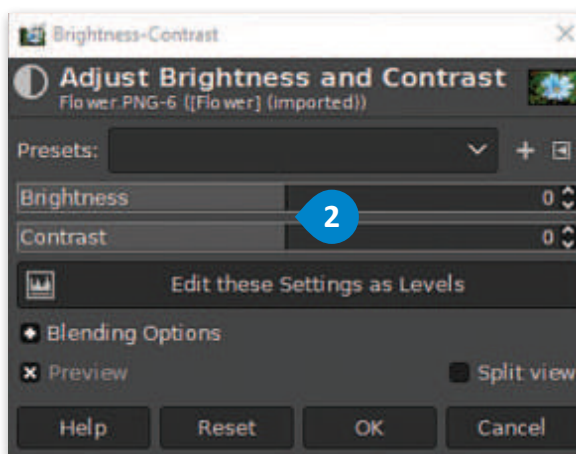 Brightness-Contrast
Adjust Brightness and Contrast
Flower.PNG-6 ([Flower] (imported))
Presets:
Brightness 0
2
Contrast 0
Edit these Settings as Levels
Blending Options
Preview Split view
Help Reset OK Cancel